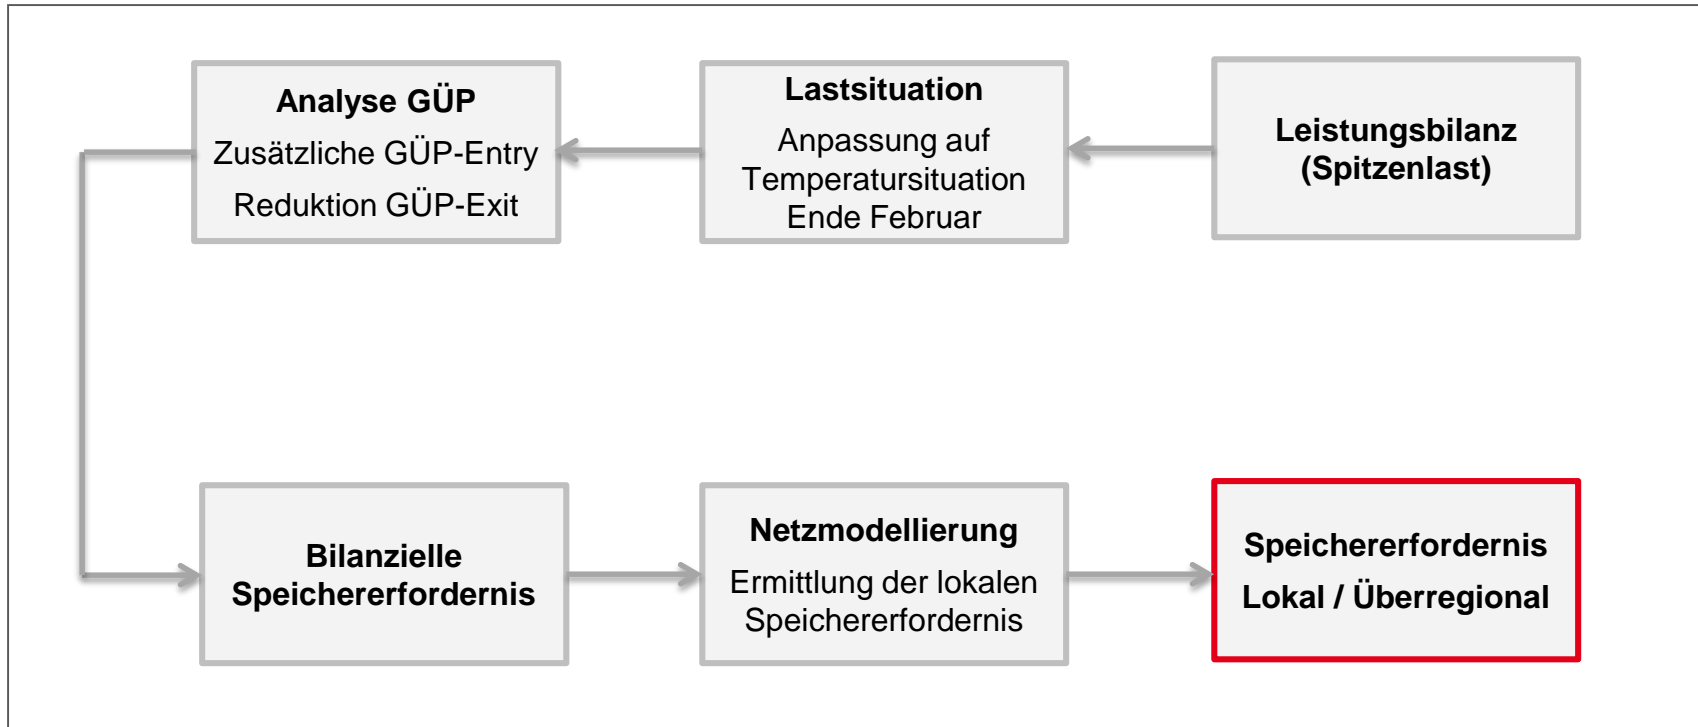 Analyse GÜP
Zusätzliche GÜP-Entry
Reduktion GÜP-Exit
Lastsituation
Anpassung auf
Temperatursituation
Ende Februar
Leistungsbilanz
(Spitzenlast)
Bilanzielle
Speichererfordernis
Netzmodellierung
Ermittlung der lokalen
Speichererfordernis
Speichererfordernis
Lokal / Überregional